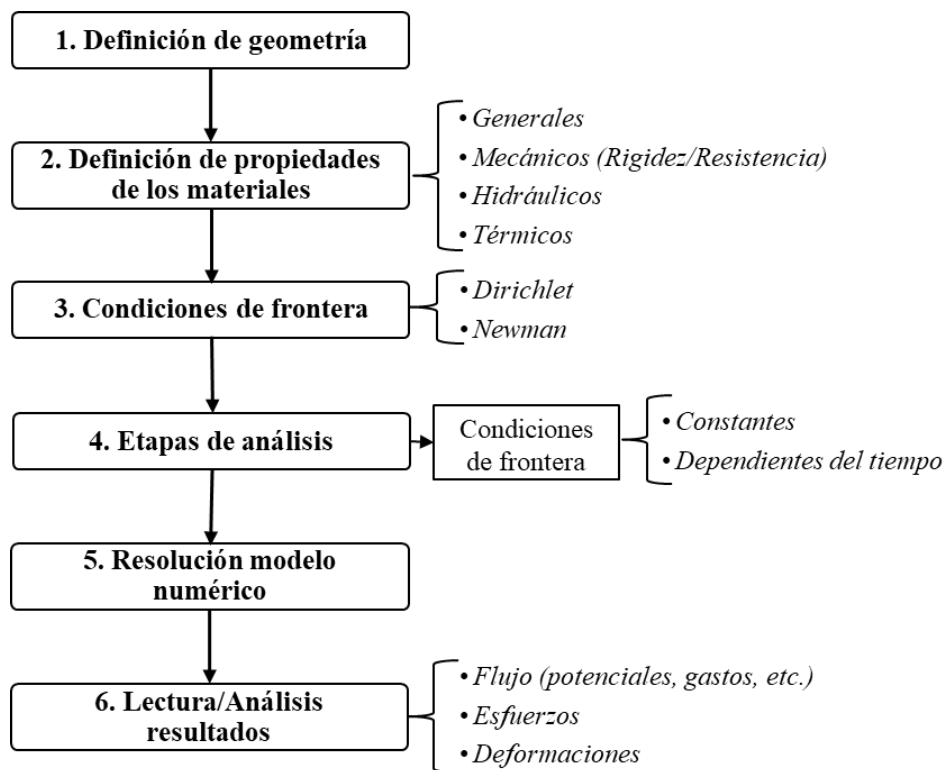 1. Definición de geometría
2. Definición de propiedades
de los materiales
• Generales
• Mecánicos (Rigidez/Resistencia)
• Hidráulicos
• Térmicos
3. Condiciones de frontera
• Dirichlet
• Newman
4. Etapas de análisis
Condiciones
de frontera
• Constantes
• Dependientes del tiempo
5. Resolución modelo
numérico
6. Lectura/Análisis
resultados
• Flujo (potenciales, gastos, etc.)
• Esfuerzos
• Deformaciones